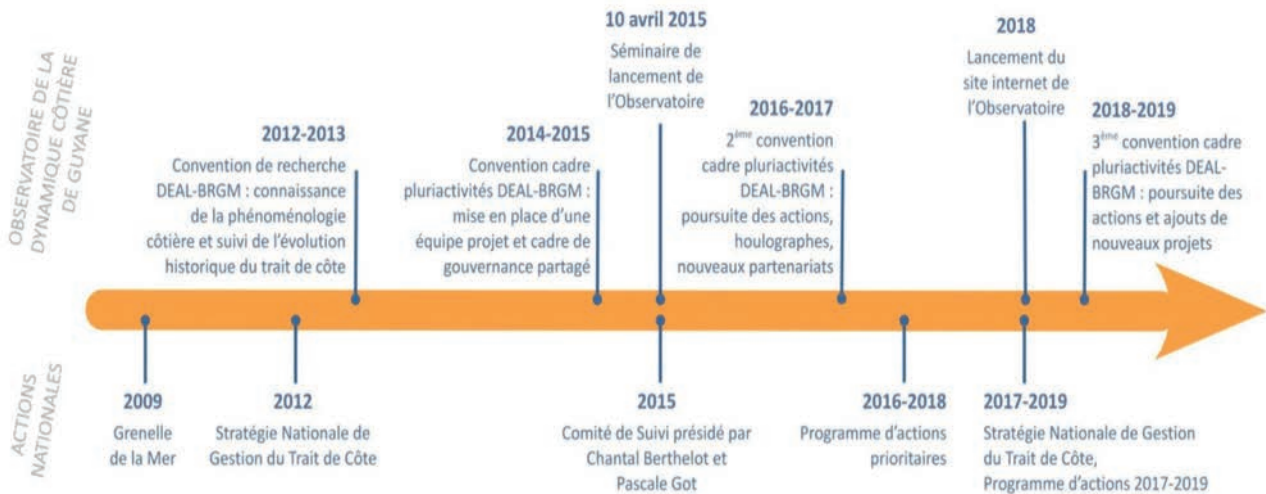 OBSERVATOIRE DE LA
DYNAMIQUE CÔTIÈRE
DE GUYANE
2012-2013
Convention de recherche
DEAL-BRGM : connaissance
de la phénoménologie
côtière et suivi de l'évolution
historique du trait de côte
2014-2015
Convention cadre
pluriactivités DEAL-BRGM :
mise en place d'une
équipe projet et cadre de
gouvernance partagé
10 avril 2015
Séminaire de
lancement de
l'Observatoire
2016-2017
2ème convention
cadre pluriactivités
DEAL-BRGM :
poursuite des actions,
houlographes,
nouveaux partenariats
2018
Lancement du
site internet de
l'Observatoire
2018-2019
3ème convention cadre
pluriactivités DEAL-
BRGM : poursuite des
actions et ajouts de
nouveaux projets
ACTIONS
NATIONALES
2009
Grenelle
de la Mer
2012
Stratégie Nationale de
Gestion du Trait de Côte
2015
Comité de Suivi présidé par
Chantal Berthelot et
Pascale Got
2016-2018
Programme d'actions
prioritaires
2017-2019
Stratégie Nationale de Gestion
du Trait de Côte,
Programme d'actions 2017-2019